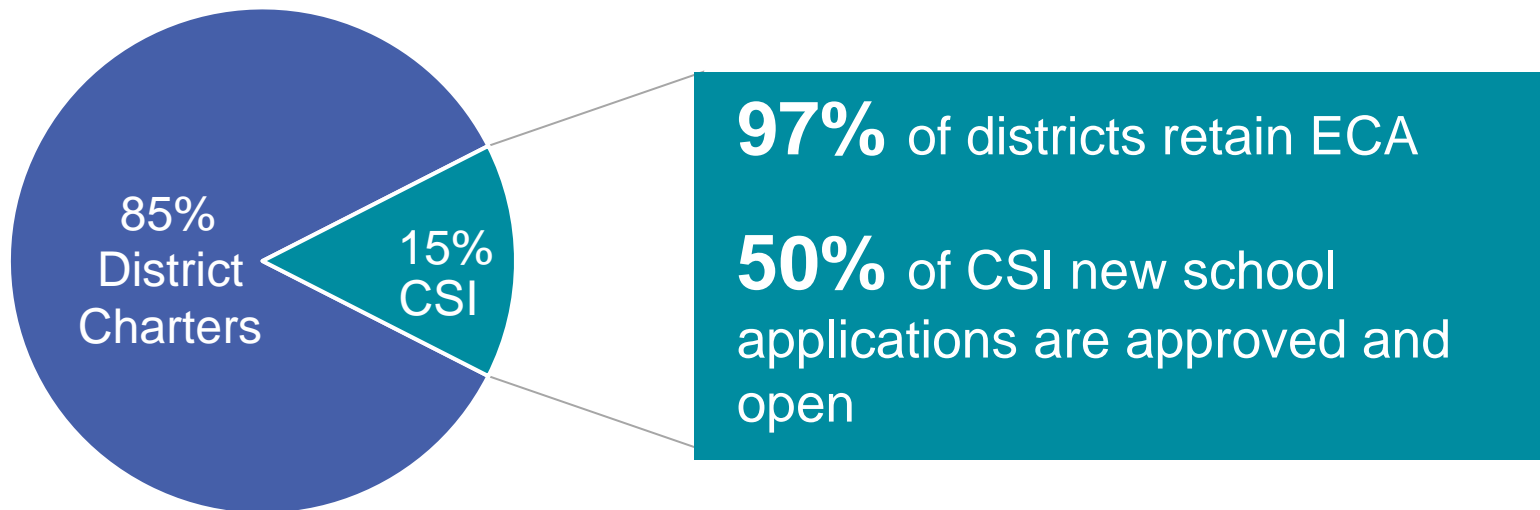 85%
District
Charters
15%
CSI
97% of districts retain ECA
50% of CSI new school
applications are approved and
open